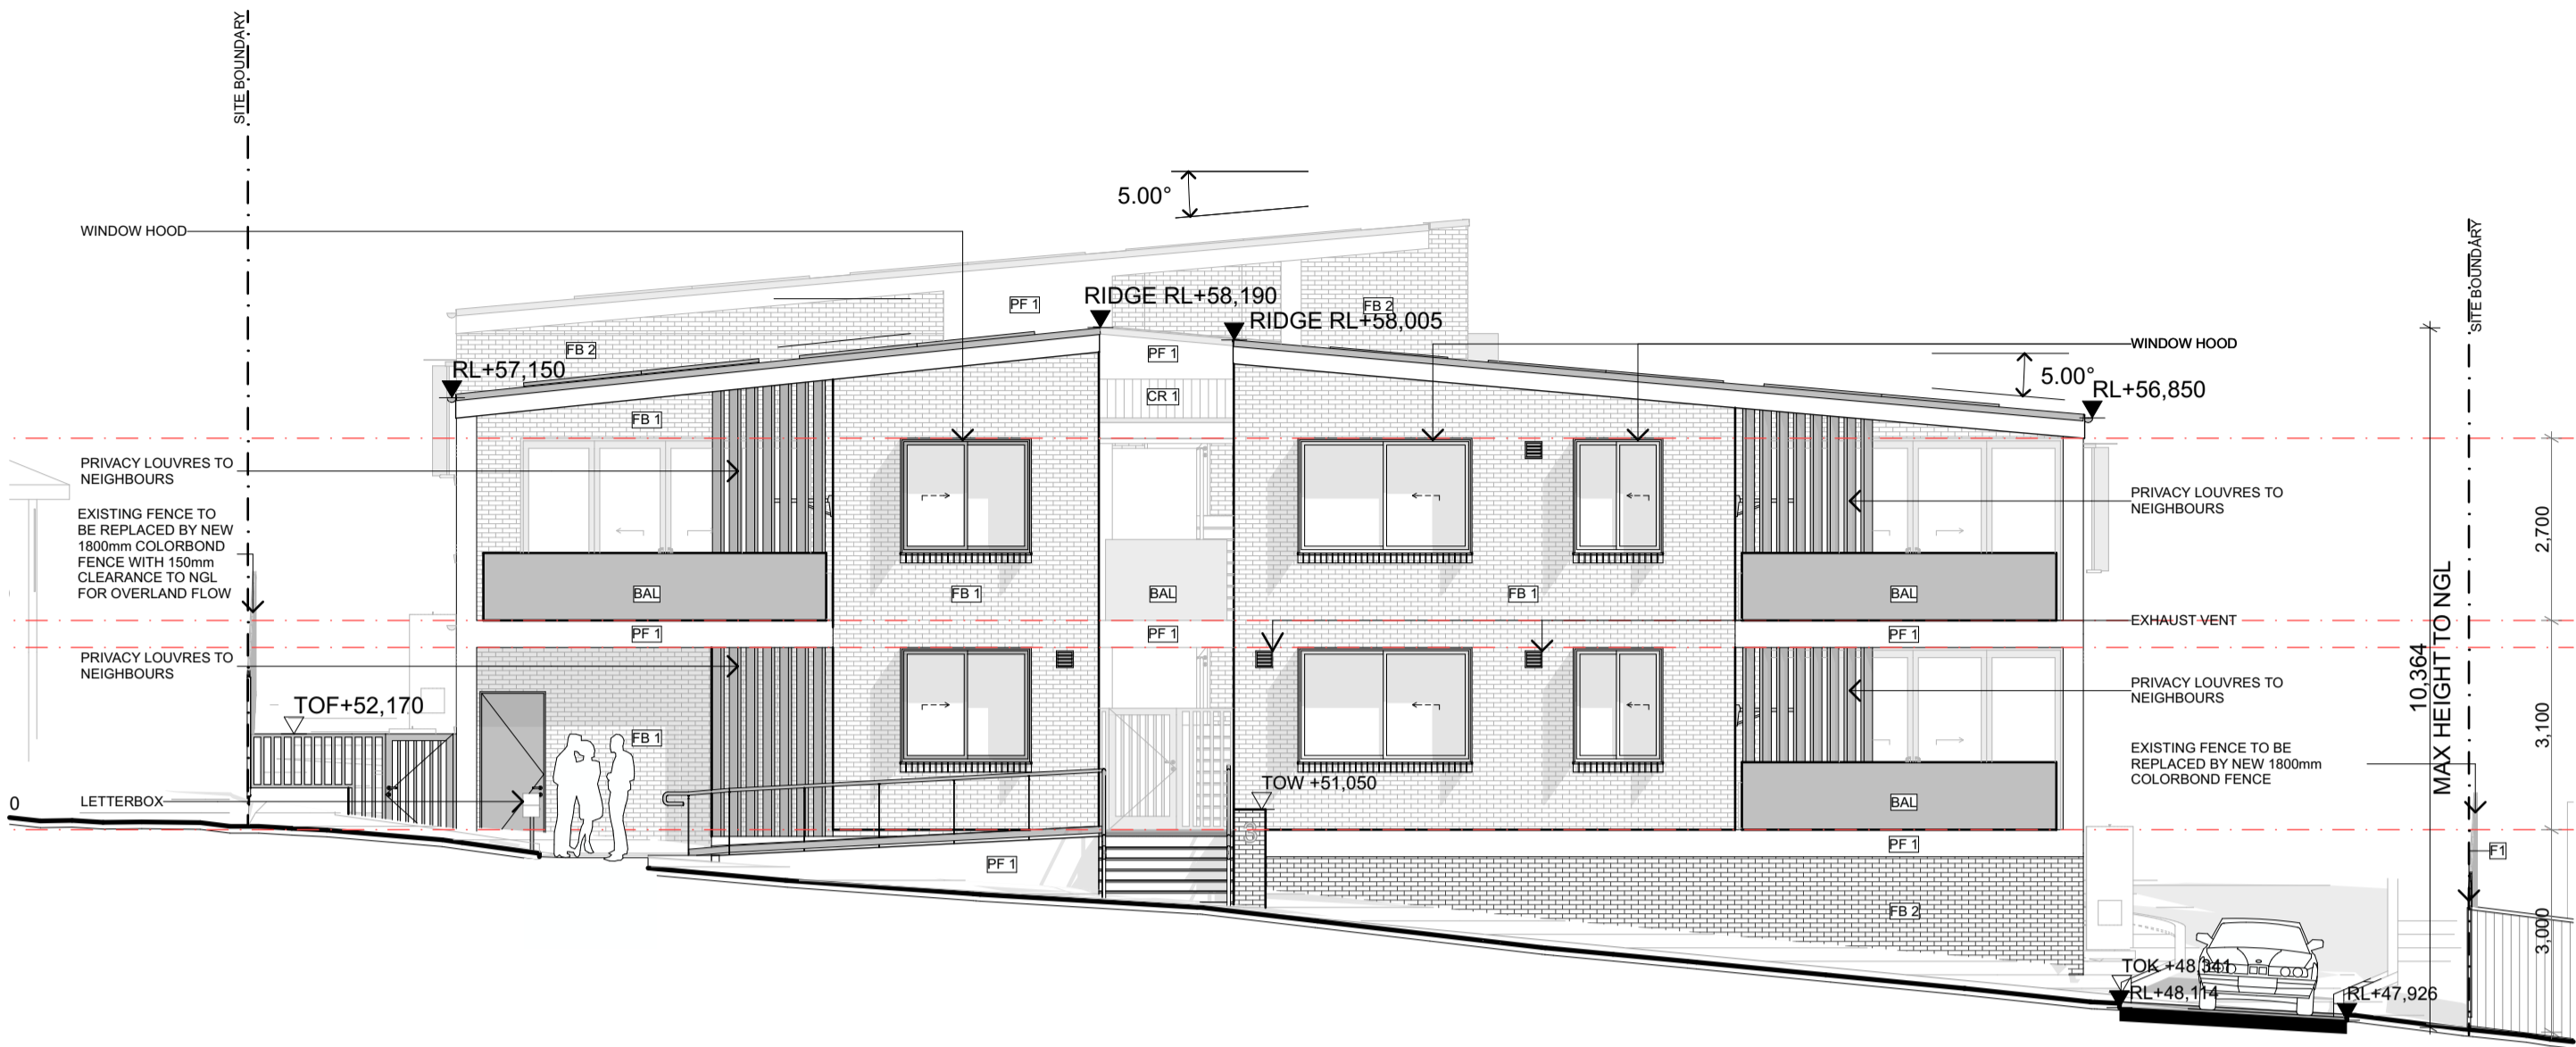 SITE BOUNDARY
5.00°
WINDOW HOOD
SITE BOUNDARY
PF 1
RIDGE RL+58,190
FB 2
RIDGE RL+58,005
FB 2
PF 1
WINDOW HOOD
RL+57,150
5.00°
RL+56,850
CR 1
FB 1
PRIVACY LOUVRES TO
NEIGHBOURS
PRIVACY LOUVRES TO
NEIGHBOURS
EXISTING FENCE TO
BE REPLACED BY NEW
1800mm COLORBOND
FENCE WITH 150mm
CLEARANCE TO NGL
FOR OVERLAND FLOW
2,700
BAL
FB 1
BAL
FB 1
BAL
EXHAUST VENT
PF 1
PF 1
PF 1
PRIVACY LOUVRES TO
NEIGHBOURS
PRIVACY LOUVRES TO
NEIGHBOURS
10,364
MAX HEIGHT TO NGL
TOF+52,170
3,100
FB 1
EXISTING FENCE TO BE
REPLACED BY NEW 1800mm
COLORBOND FENCE
TOW +51,050
0
LETTERBOX
BAL
PF 1
F1
PF 1
FB 2
3,000
TOK +48,341
RL+48,114
RL+47,926